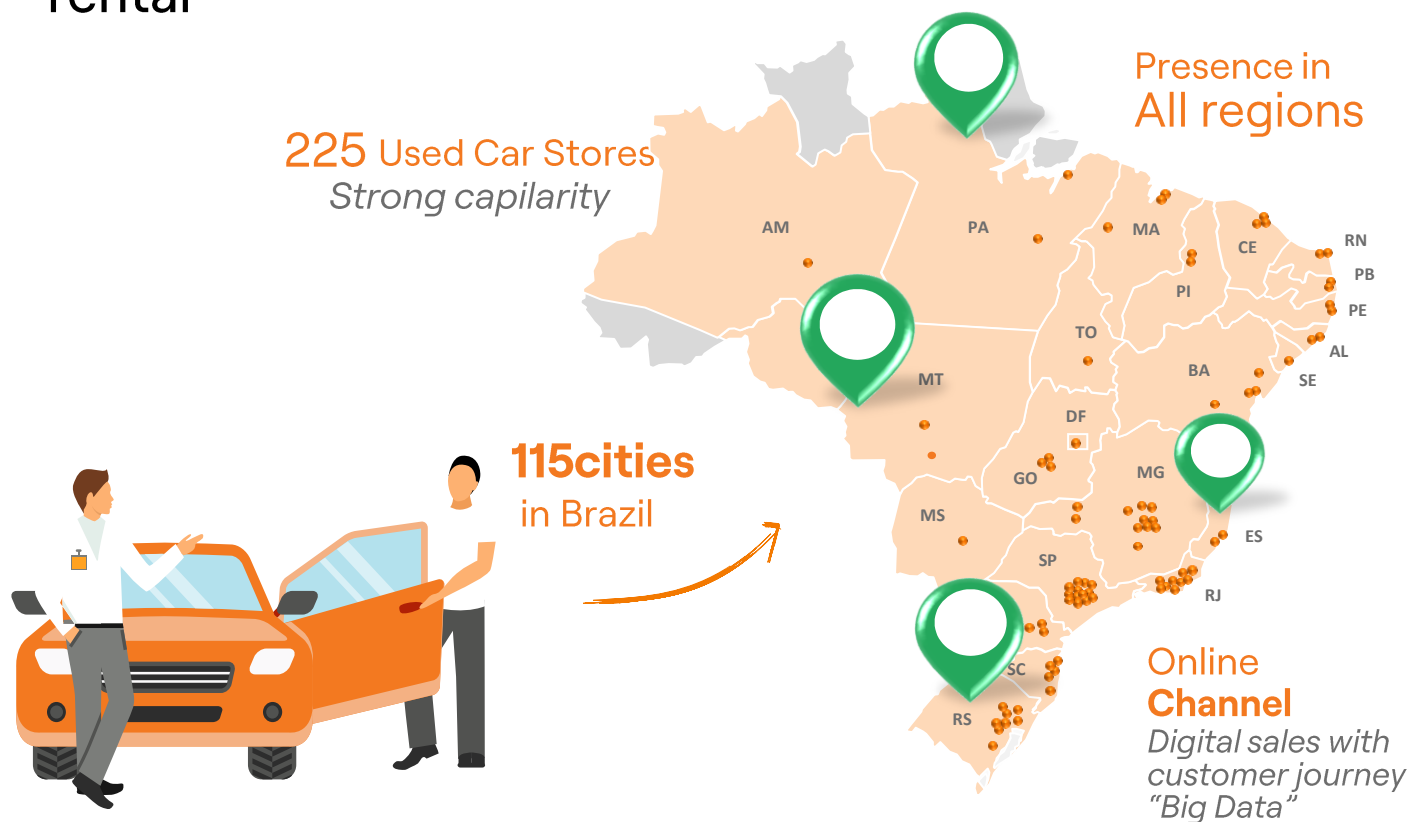 rental
Presence in
All regions
225 Used Car Stores
Strong capilarity
AM
PA
MA
CE
RN
PB
PE
PI
TO
AL
BA
SE
MT
DF
GO
MG
MS
ES
SP
RJ
SC
RS
115cities
in Brazil
Online
Channel
Digital sales with
customer journey
“Big Data”